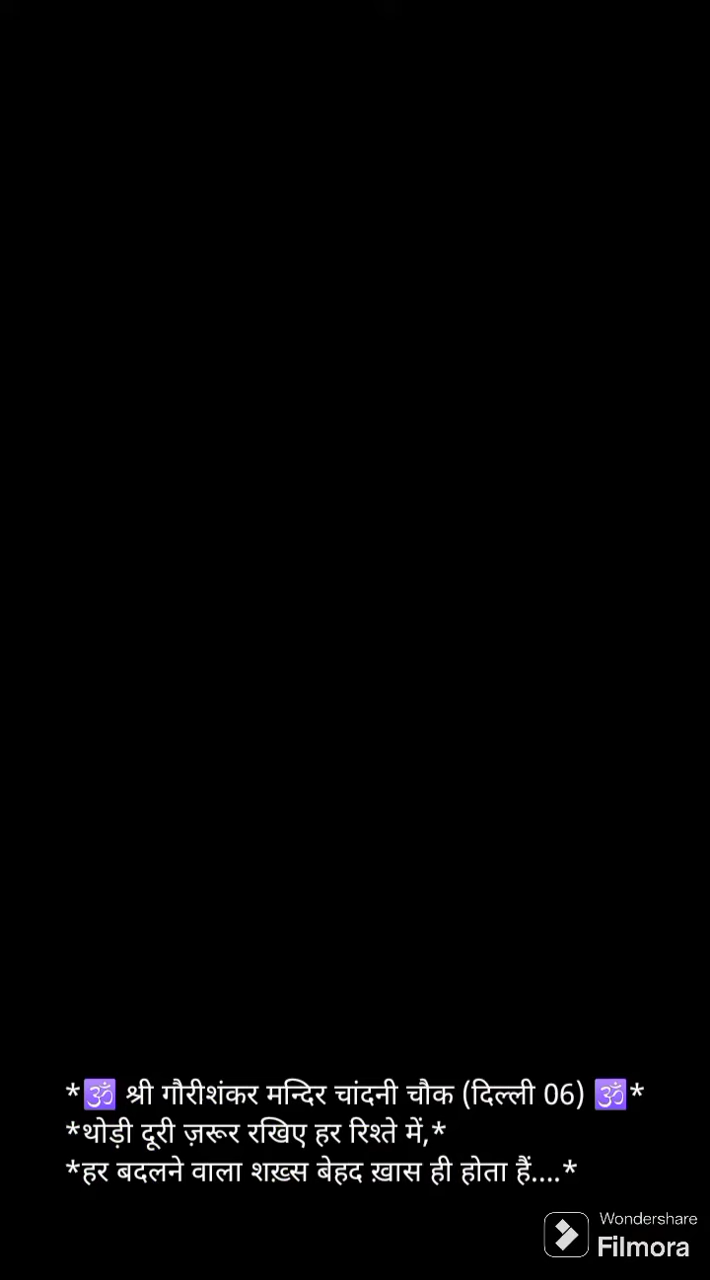 *🕉️ श्री गौरीशंकर मन्दिर चांदनी चौक (दिल्ली 06) 🕉️*
*थोड़ी दूरी ज़रूर रखिए हर रिश्ते में,*
*हर बदलने वाला शख़्स बेहद ख़ास ही होता हैं....*
Wondershare
Filmora